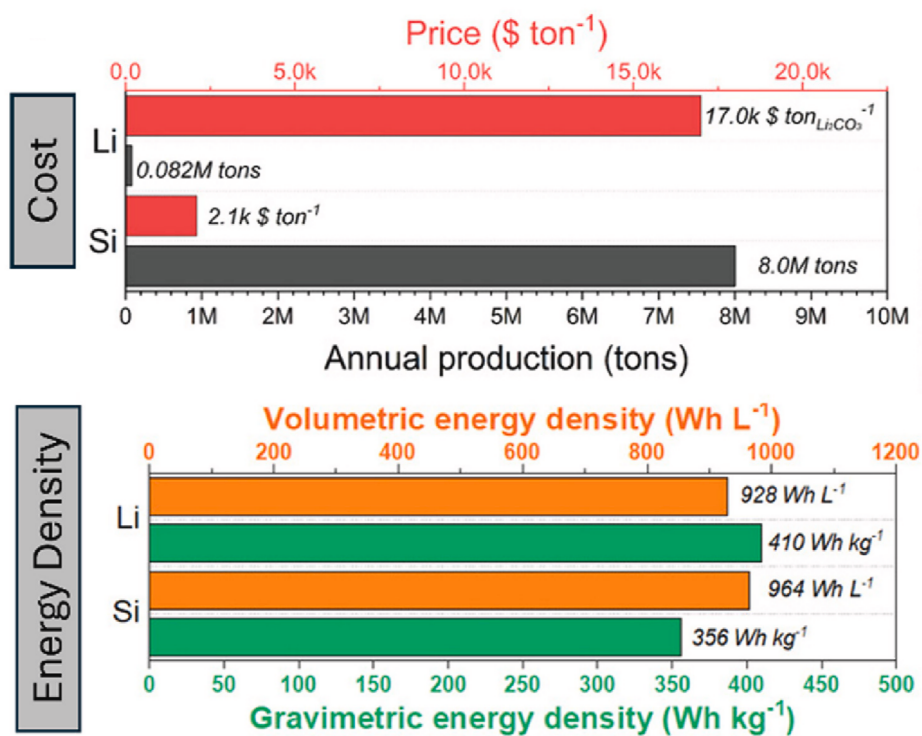 Price ($ ton⁻¹)
0.0 5.0k 10.0k 15.0k 20.0k
Cost
Li
17.0k $ ton_Li₂CO₃⁻¹
0.082M tons
Si
2.1k $ ton⁻¹
8.0M tons
0 1M 2M 3M 4M 5M 6M 7M 8M 9M 10M
Annual production (tons)
Energy Density
Volumetric energy density (Wh L⁻¹)
0 200 400 600 800 1000 1200
Li
928 Wh L⁻¹
410 Wh kg⁻¹
Si
964 Wh L⁻¹
356 Wh kg⁻¹
0 50 100 150 200 250 300 350 400 450 500
Gravimetric energy density (Wh kg⁻¹)